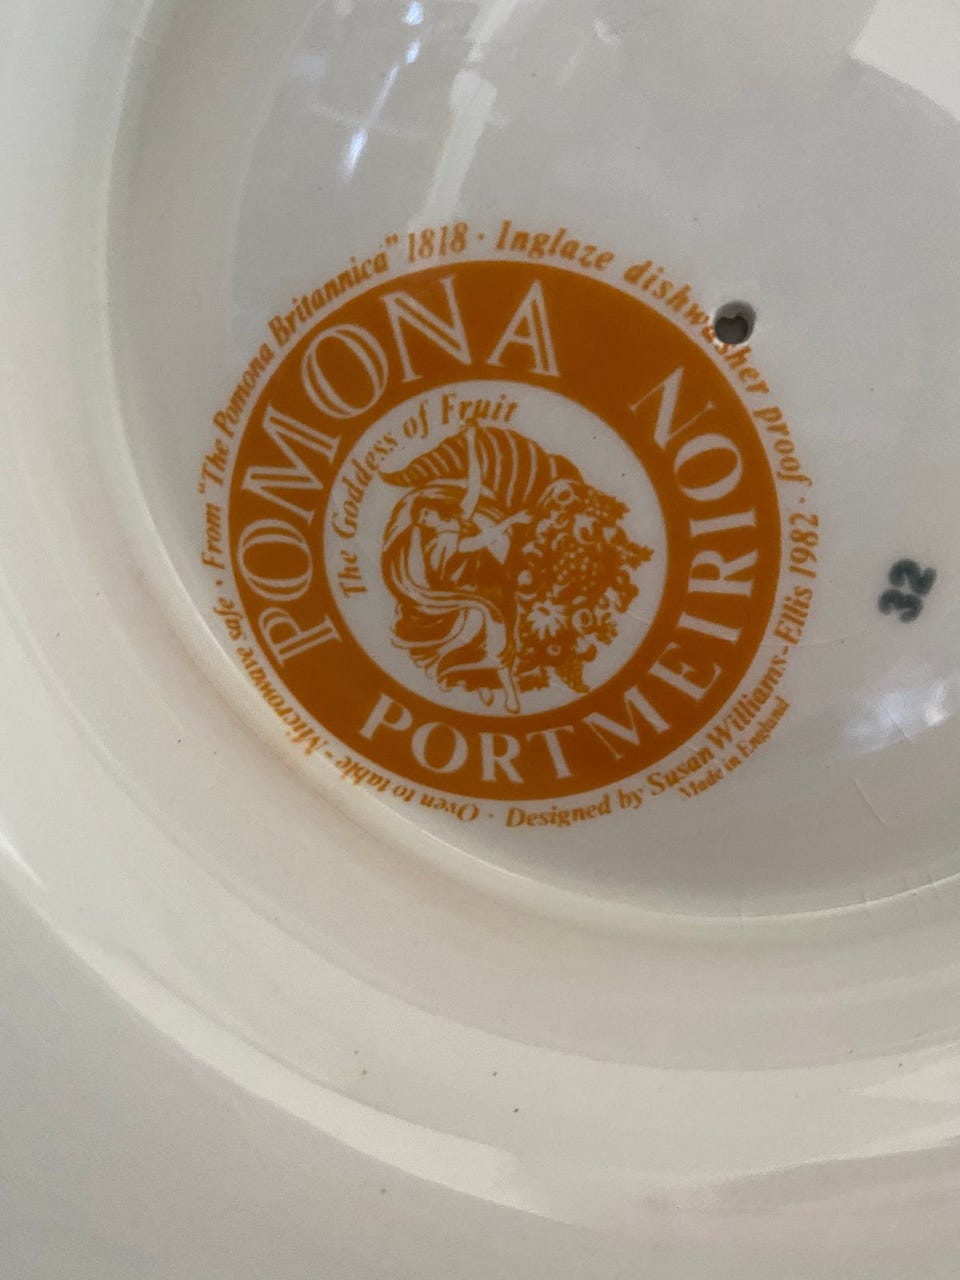 From "The Pomona Britannica" 1818 · Inglaze dishwasher proof ·
Designed by Susan Williams-Ellis 1982 ·
Made in England
Oven to table - Microwave safe ·
POMONA
PORTMEIRION
The Goddess of Fruit
32